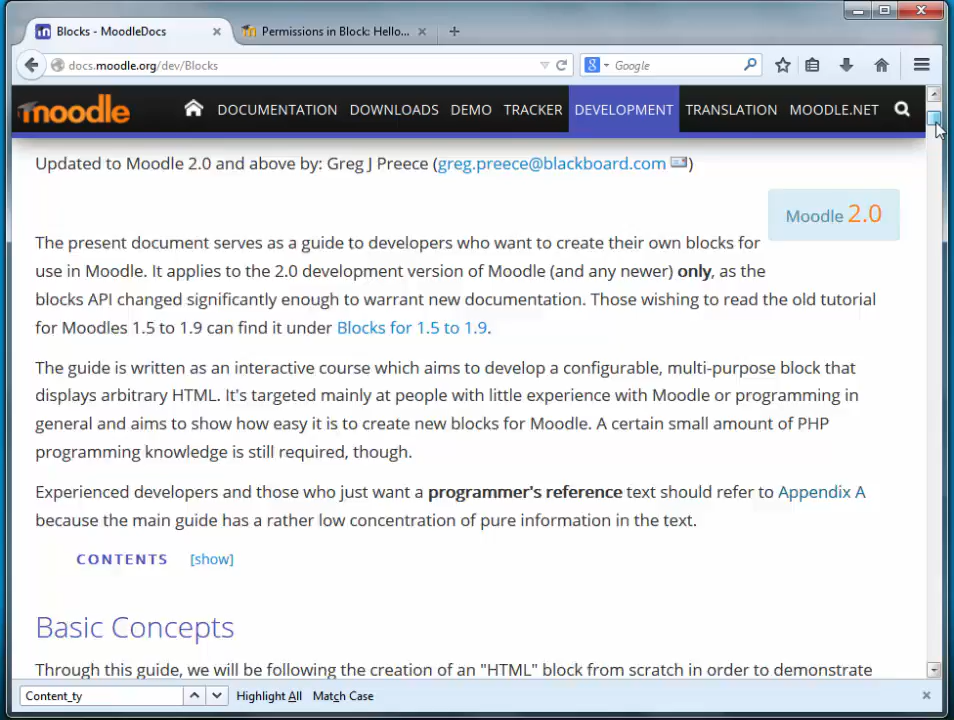 Blocks - MoodleDocs
Permissions in Block: Hello...
docs.moodle.org/dev/Blocks
Google
moodle DOCUMENTATION DOWNLOADS DEMO TRACKER DEVELOPMENT TRANSLATION MOODLE.NET
Updated to Moodle 2.0 and above by: Greg J Preece (greg.preece@blackboard.com)
Moodle 2.0
The present document serves as a guide to developers who want to create their own blocks for
use in Moodle. It applies to the 2.0 development version of Moodle (and any newer) only, as the
blocks API changed significantly enough to warrant new documentation. Those wishing to read the old tutorial
for Moodles 1.5 to 1.9 can find it under Blocks for 1.5 to 1.9.
The guide is written as an interactive course which aims to develop a configurable, multi-purpose block that
displays arbitrary HTML. It's targeted mainly at people with little experience with Moodle or programming in
general and aims to show how easy it is to create new blocks for Moodle. A certain small amount of PHP
programming knowledge is still required, though.
Experienced developers and those who just want a programmer's reference text should refer to Appendix A
because the main guide has a rather low concentration of pure information in the text.
CONTENTS [show]
Basic Concepts
Through this guide, we will be following the creation of an "HTML" block from scratch in order to demonstrate
Content_ty Highlight All Match Case